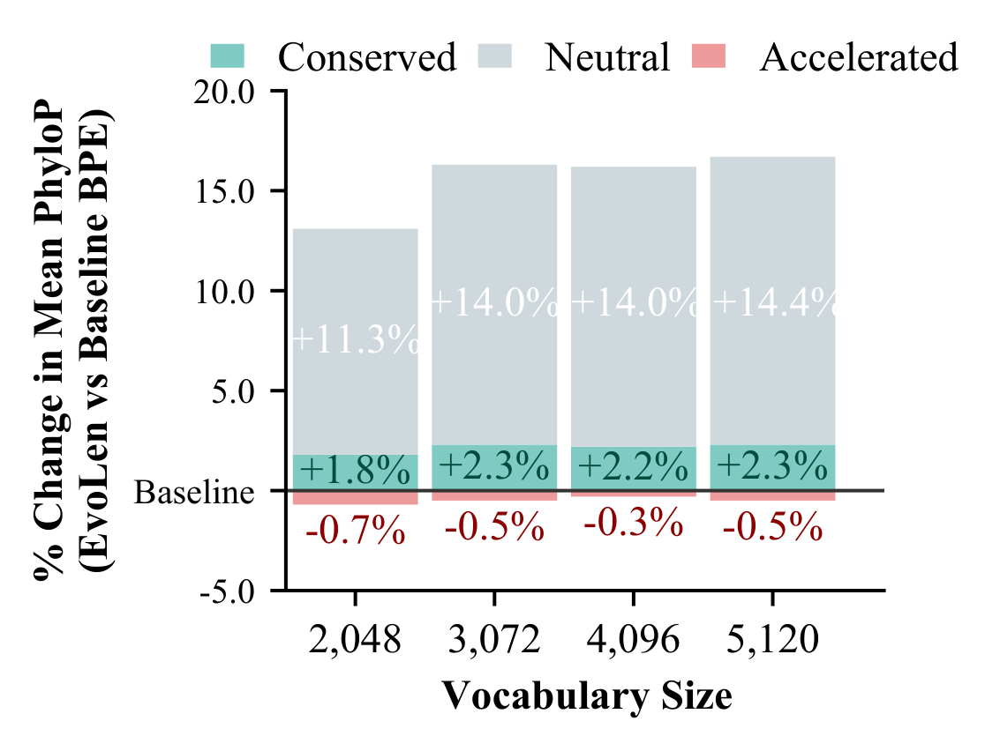 Conserved Neutral Accelerated
% Change in Mean PhyloP
(EvoLen vs Baseline BPE)
20.0
15.0
10.0
5.0
Baseline
-5.0
+11.3% +14.0% +14.0% +14.4%
+1.8% +2.3% +2.2% +2.3%
-0.7% -0.5% -0.3% -0.5%
2,048 3,072 4,096 5,120
Vocabulary Size